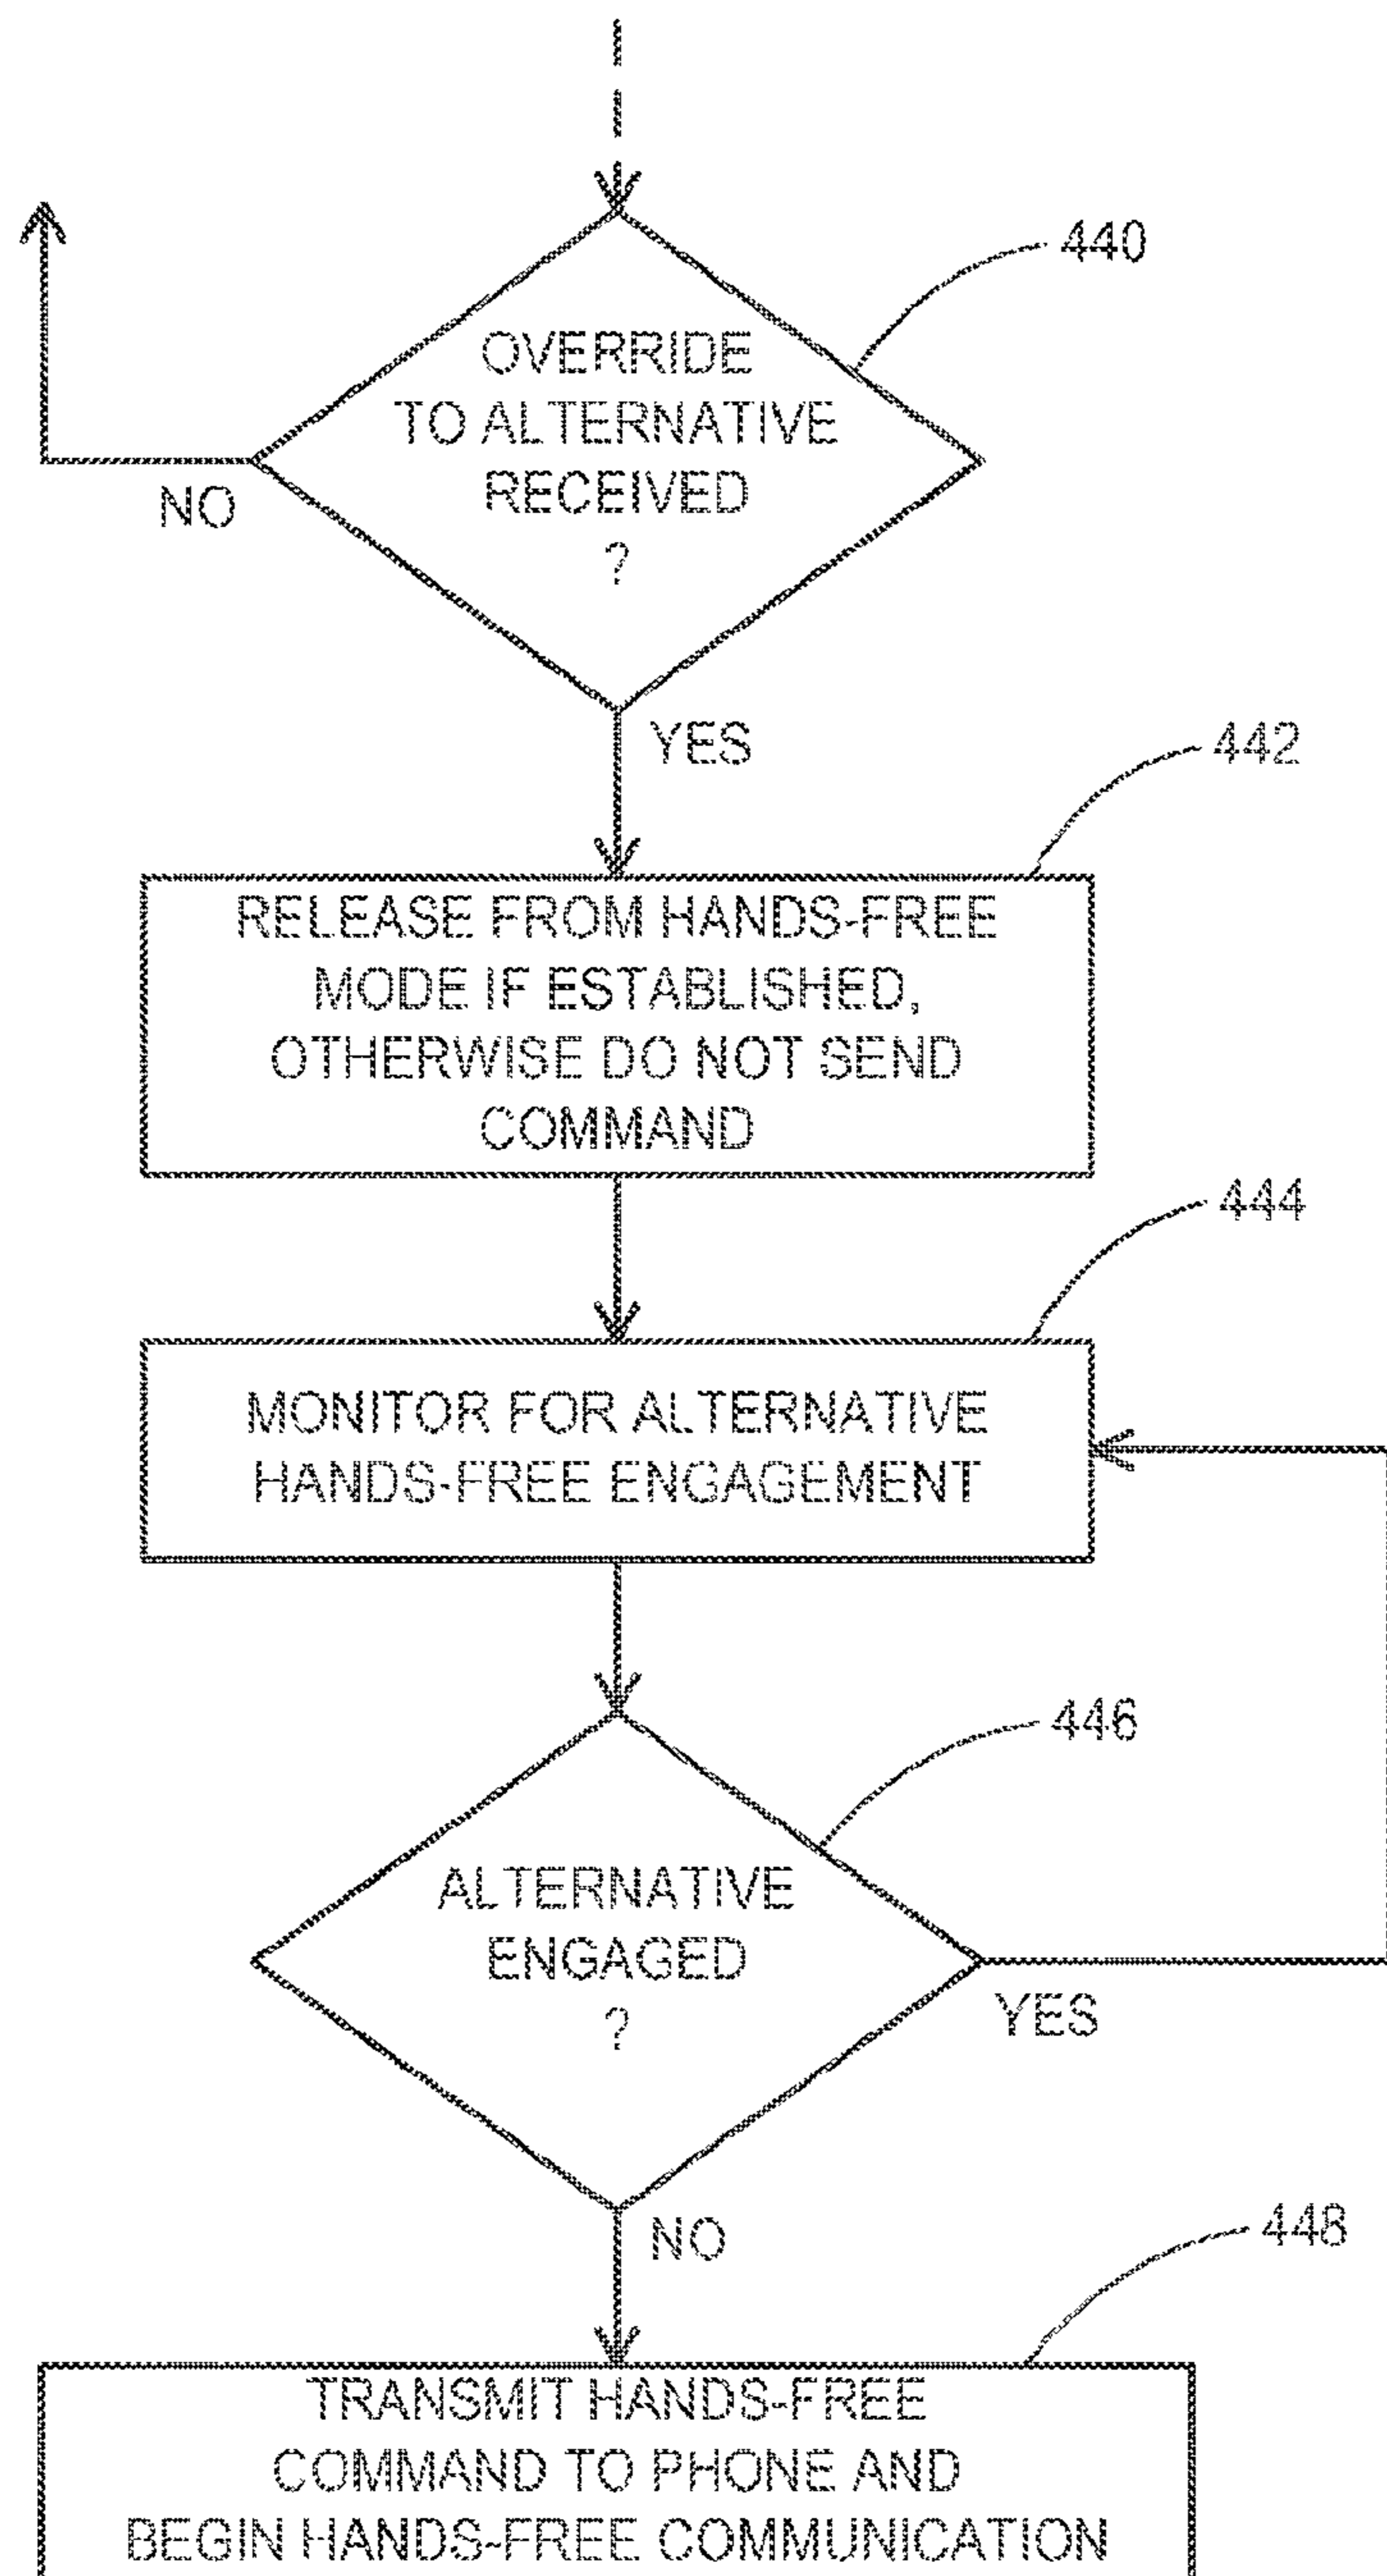 440
OVERRIDE
TO ALTERNATIVE
RECEIVED
?
NO
YES
442
RELEASE FROM HANDS-FREE
MODE IF ESTABLISHED,
OTHERWISE DO NOT SEND
COMMAND
444
MONITOR FOR ALTERNATIVE
HANDS-FREE ENGAGEMENT
446
ALTERNATIVE
ENGAGED
?
YES
NO
448
TRANSMIT HANDS-FREE
COMMAND TO PHONE AND
BEGIN HANDS-FREE COMMUNICATION